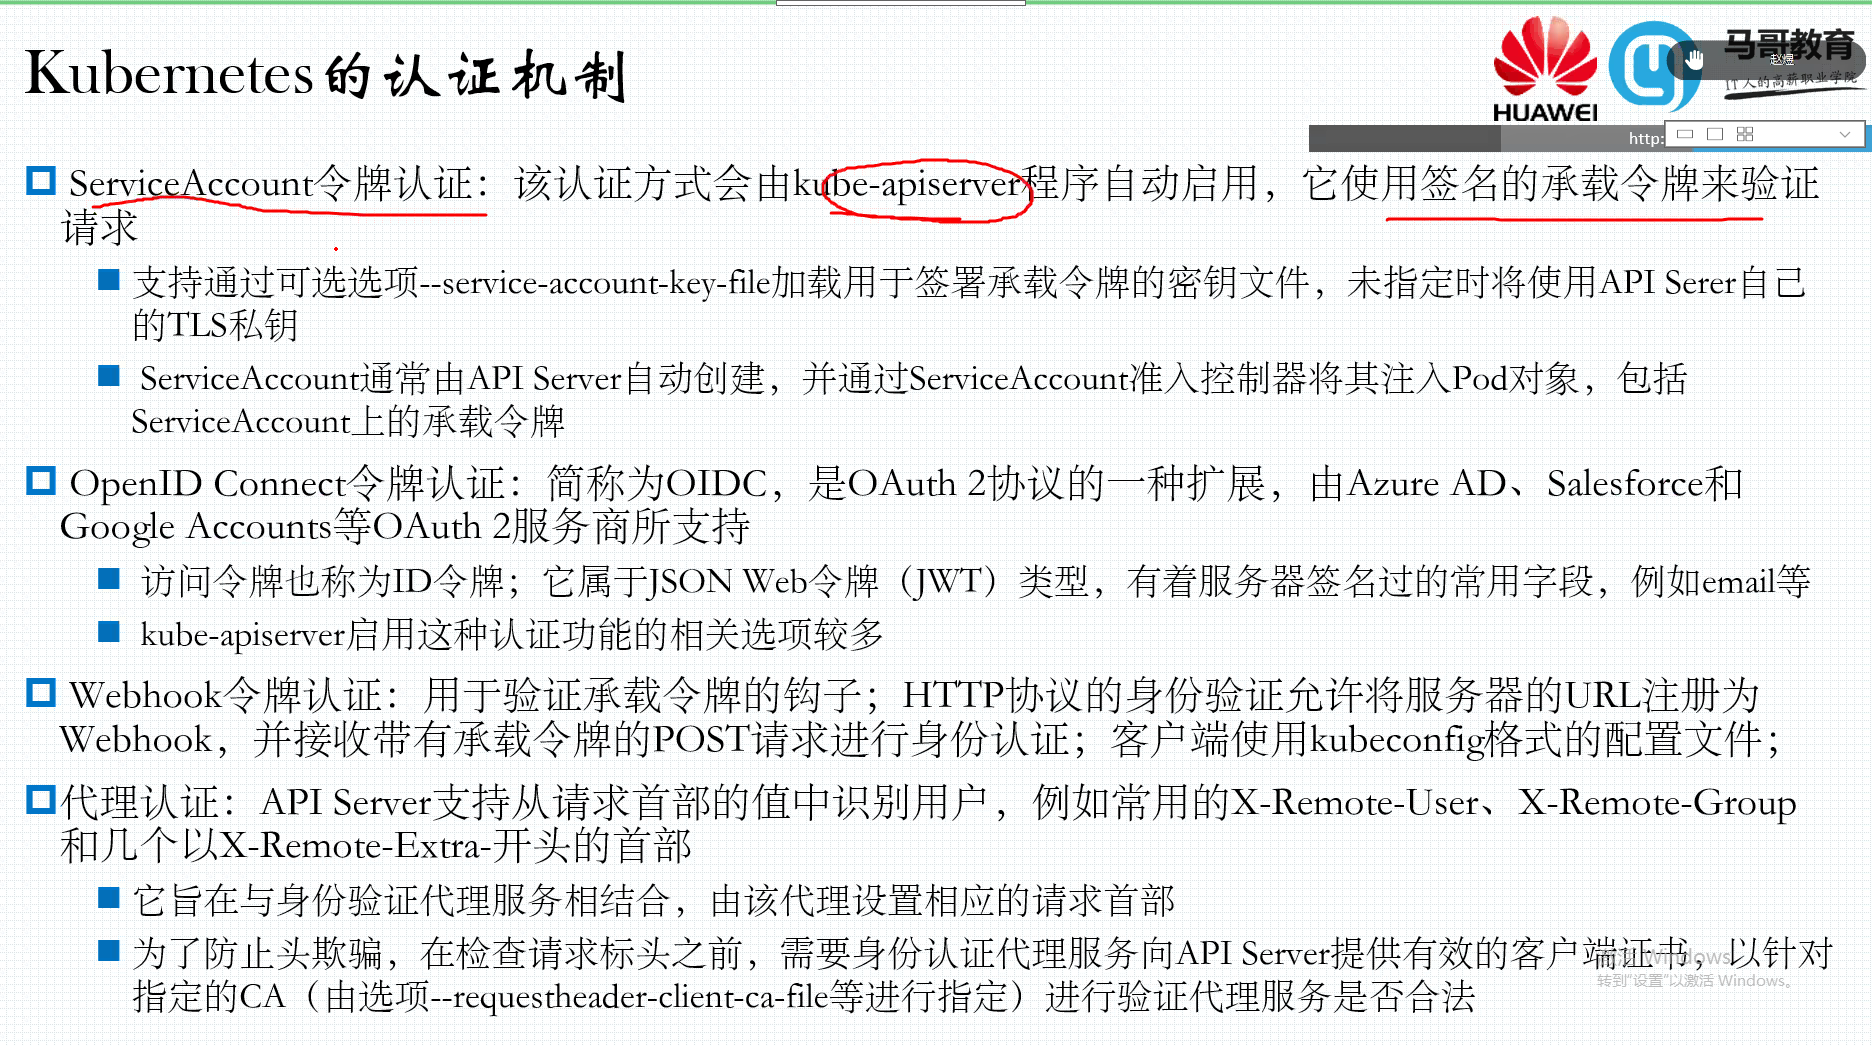 Kubernetes的认证机制
HUAWEI
马哥教育
IT人的高薪职业学院
赵煜
http:
ServiceAccount令牌认证：该认证方式会由kube-apiserver程序自动启用，它使用签名的承载令牌来验证
请求
支持通过可选选项--service-account-key-file加载用于签署承载令牌的密钥文件，未指定时将使用API Serer自己
的TLS私钥
ServiceAccount通常由API Server自动创建，并通过ServiceAccount准入控制器将其注入Pod对象，包括
ServiceAccount上的承载令牌
OpenID Connect令牌认证：简称为OIDC，是OAuth 2协议的一种扩展，由Azure AD、Salesforce和
Google Accounts等OAuth 2服务商所支持
访问令牌也称为ID令牌；它属于JSON Web令牌（JWT）类型，有着服务器签名过的常用字段，例如email等
kube-apiserver启用这种认证功能的相关选项较多
Webhook令牌认证：用于验证承载令牌的钩子；HTTP协议的身份验证允许将服务器的URL注册为
Webhook，并接收带有承载令牌的POST请求进行身份认证；客户端使用kubeconfig格式的配置文件；
代理认证：API Server支持从请求首部的值中识别用户，例如常用的X-Remote-User、X-Remote-Group
和几个以X-Remote-Extra-开头的首部
它旨在与身份验证代理服务相结合，由该代理设置相应的请求首部
为了防止头欺骗，在检查请求标头之前，需要身份认证代理服务向API Server提供有效的客户端证书，以针对
指定的CA（由选项--requestheader-client-ca-file等进行指定）进行验证代理服务是否合法
激活 Windows
转到“设置”以激活 Windows。